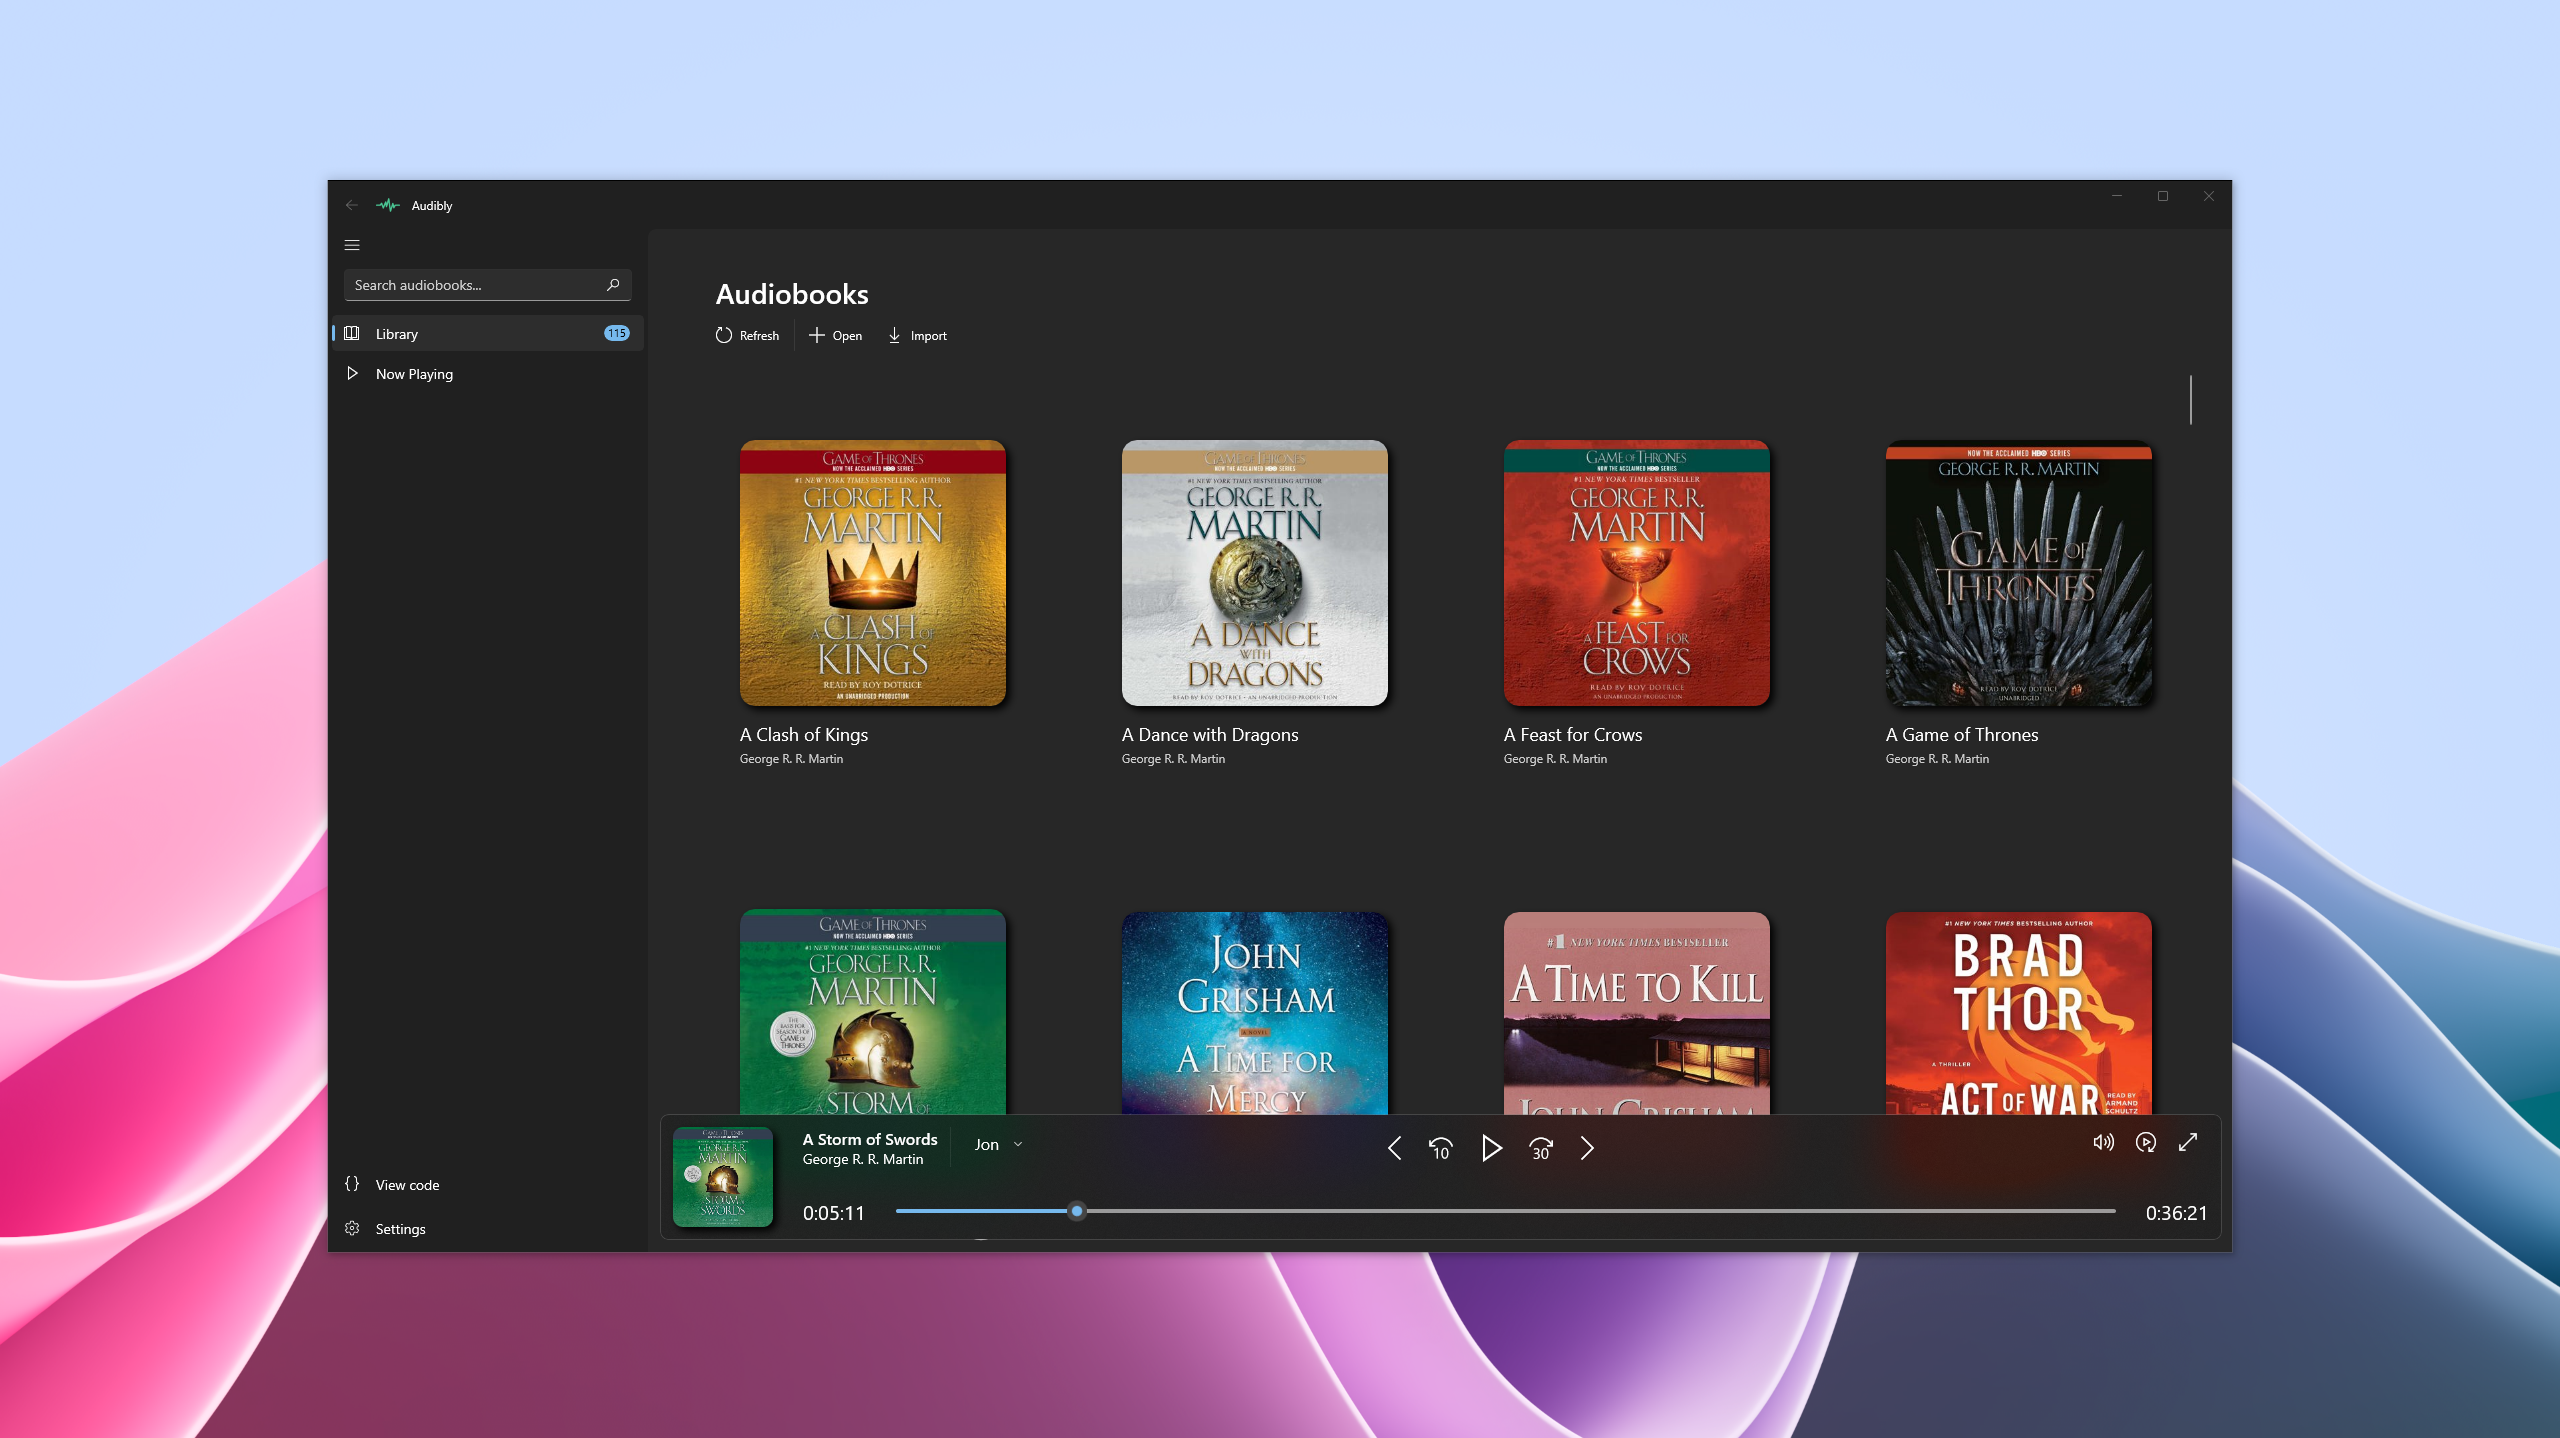 Audibly
Search audiobooks...
Library
115
Now Playing
View code
Settings
Audiobooks
Refresh
Open
Import
GAME OF THRONES
NOW THE ACCLAIMED HBO SERIES
#1 NEW YORK TIMES BESTSELLING AUTHOR
GEORGE R.R.
MARTIN
A CLASH OF
KINGS
READ BY ROY DOTRICE
AN UNABRIDGED PRODUCTION
A Clash of Kings
George R. R. Martin
GAME OF THRONES
NOW THE ACCLAIMED HBO SERIES
#1 NEW YORK TIMES BESTSELLING AUTHOR
GEORGE R.R.
MARTIN
A DANCE
WITH
DRAGONS
READ BY ROY DOTRICE • AN UNABRIDGED PRODUCTION
A Dance with Dragons
George R. R. Martin
GAME OF THRONES
NOW THE ACCLAIMED HBO SERIES
#1 NEW YORK TIMES BESTSELLER
GEORGE R.R.
MARTIN
A FEAST FOR
CROWS
READ BY ROY DOTRICE
AN UNABRIDGED PRODUCTION
A Feast for Crows
George R. R. Martin
NOW THE ACCLAIMED HBO SERIES
GEORGE R. R. MARTIN
GAME OF
THRONES
READ BY ROY DOTRICE
UNABRIDGED
A Game of Thrones
George R. R. Martin
GAME OF THRONES
NOW THE ACCLAIMED HBO SERIES
#1 NEW YORK TIMES BESTSELLING AUTHOR
GEORGE R.R.
MARTIN
THE
BASIS FOR
SEASON 3 OF
GAME OF
THRONES
A STORM OF
JOHN
GRISHAM
A NOVEL
A TIME FOR
MERCY
#1 NEW YORK TIMES BESTSELLER
A TIME TO KILL
JOHN GRISHAM
#1 NEW YORK TIMES BESTSELLING AUTHOR
BRAD
THOR
A THRILLER
ACT OF WAR
READ BY
ARMAND
SCHULTZ
GEORGE R.R.
MARTIN
A STORM OF
SWORDS
A Storm of Swords
George R. R. Martin
Jon
10
30
0:05:11
0:36:21